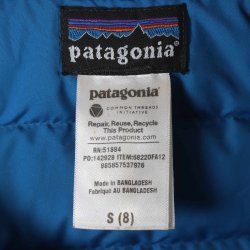 patagonia®
patagonia®
COMMON THREADS
INITIATIVE
Repair, Reuse, Recycle
This Product
www.patagonia.com
RN:51884
PO:142928 ITEM:68220FA12
885857537976
Made in BANGLADESH
Fabriqué AU BANGLADESH
S (8)